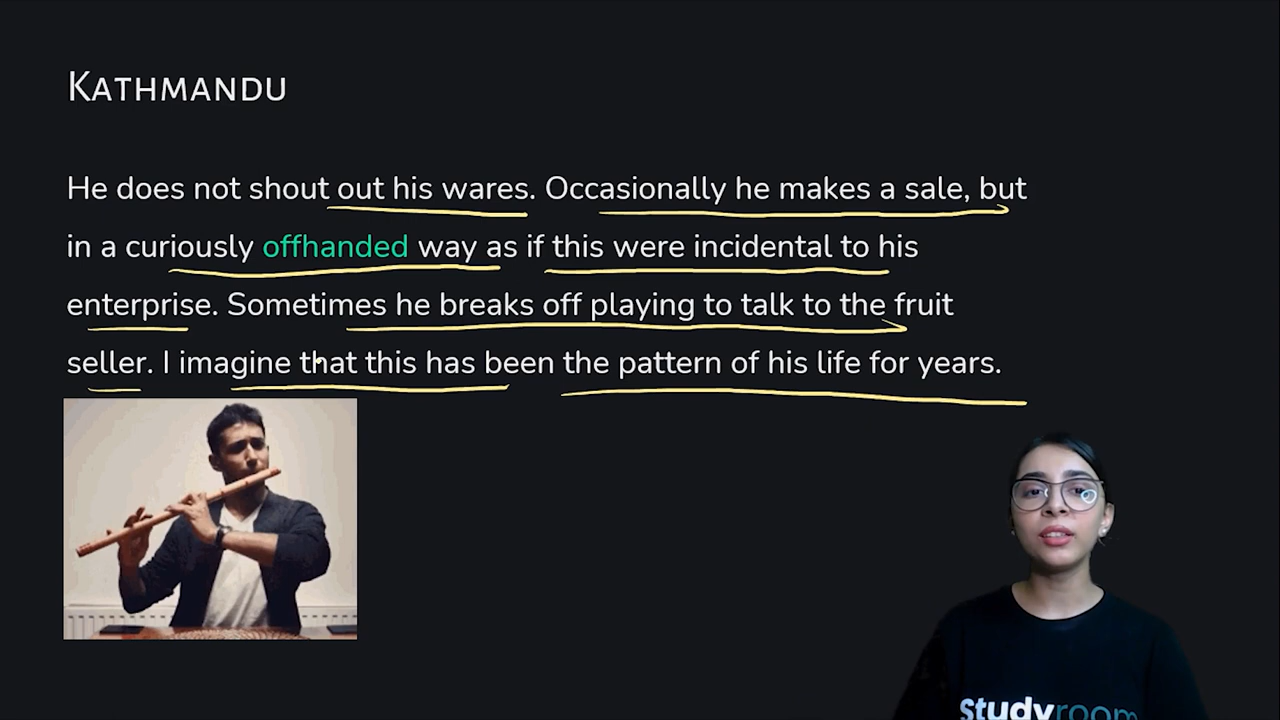 KATHMANDU
He does not shout out his wares. Occasionally he makes a sale, but
in a curiously offhanded way as if this were incidental to his
enterprise. Sometimes he breaks off playing to talk to the fruit
seller. I imagine that this has been the pattern of his life for years.
Studyroom